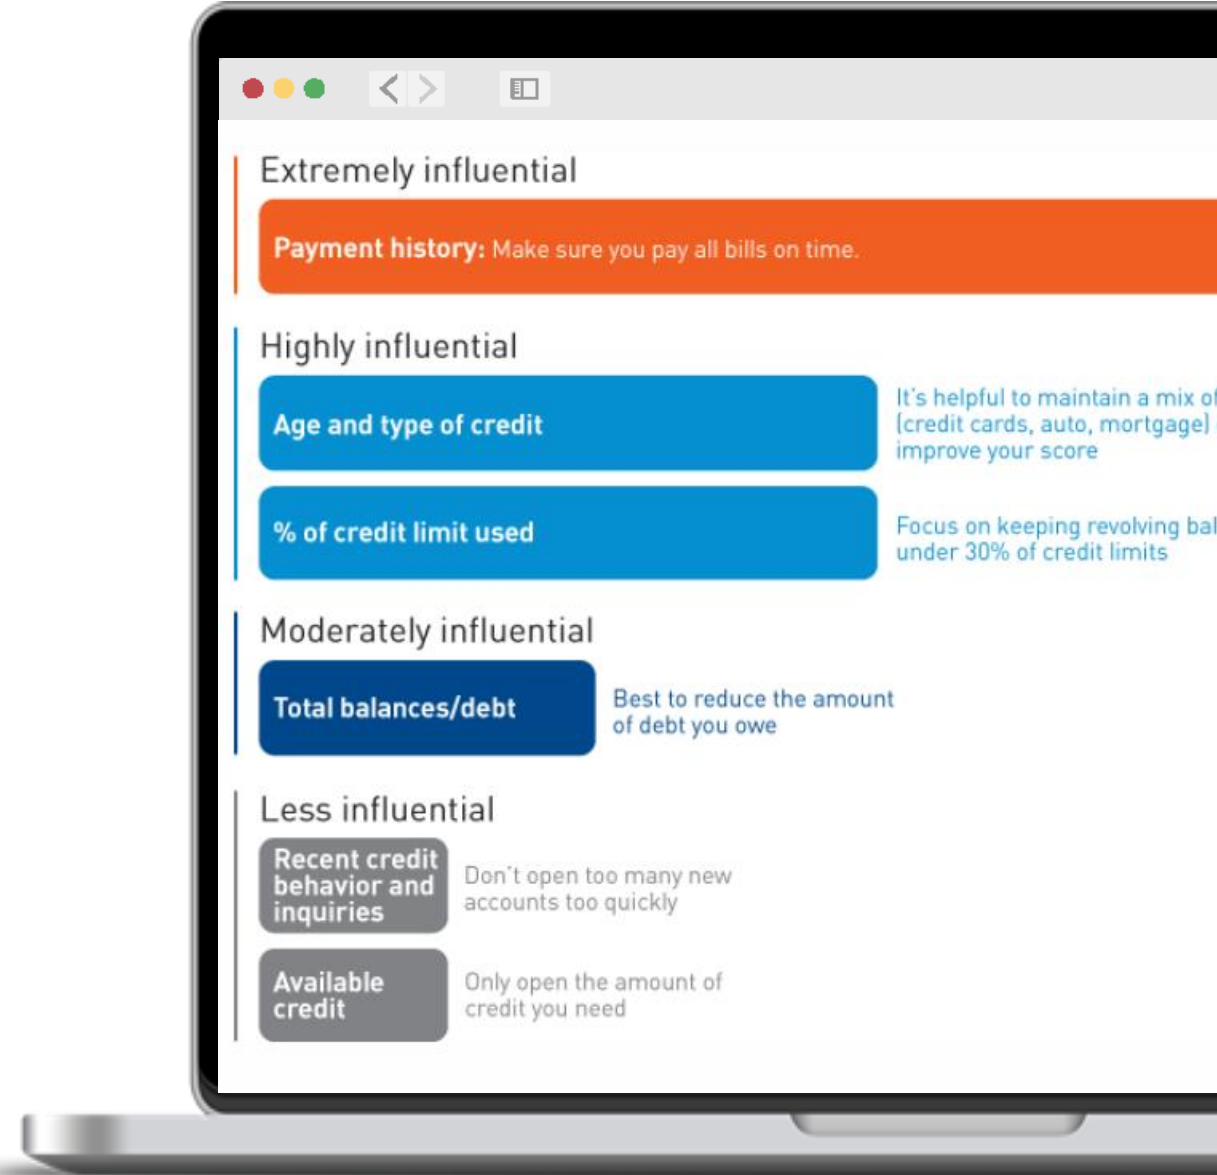 Extremely influential
Payment history: Make sure you pay all bills on time.
Highly influential
Age and type of credit
It's helpful to maintain a mix of
(credit cards, auto, mortgage)
improve your score
% of credit limit used
Focus on keeping revolving
under 30% of credit limits
Moderately influential
Total balances/debt
Best to reduce the amount
of debt you owe
Less influential
Recent credit
behavior and
inquiries
Don't open too many new
accounts too quickly
Available
credit
Only open the amount of
credit you need